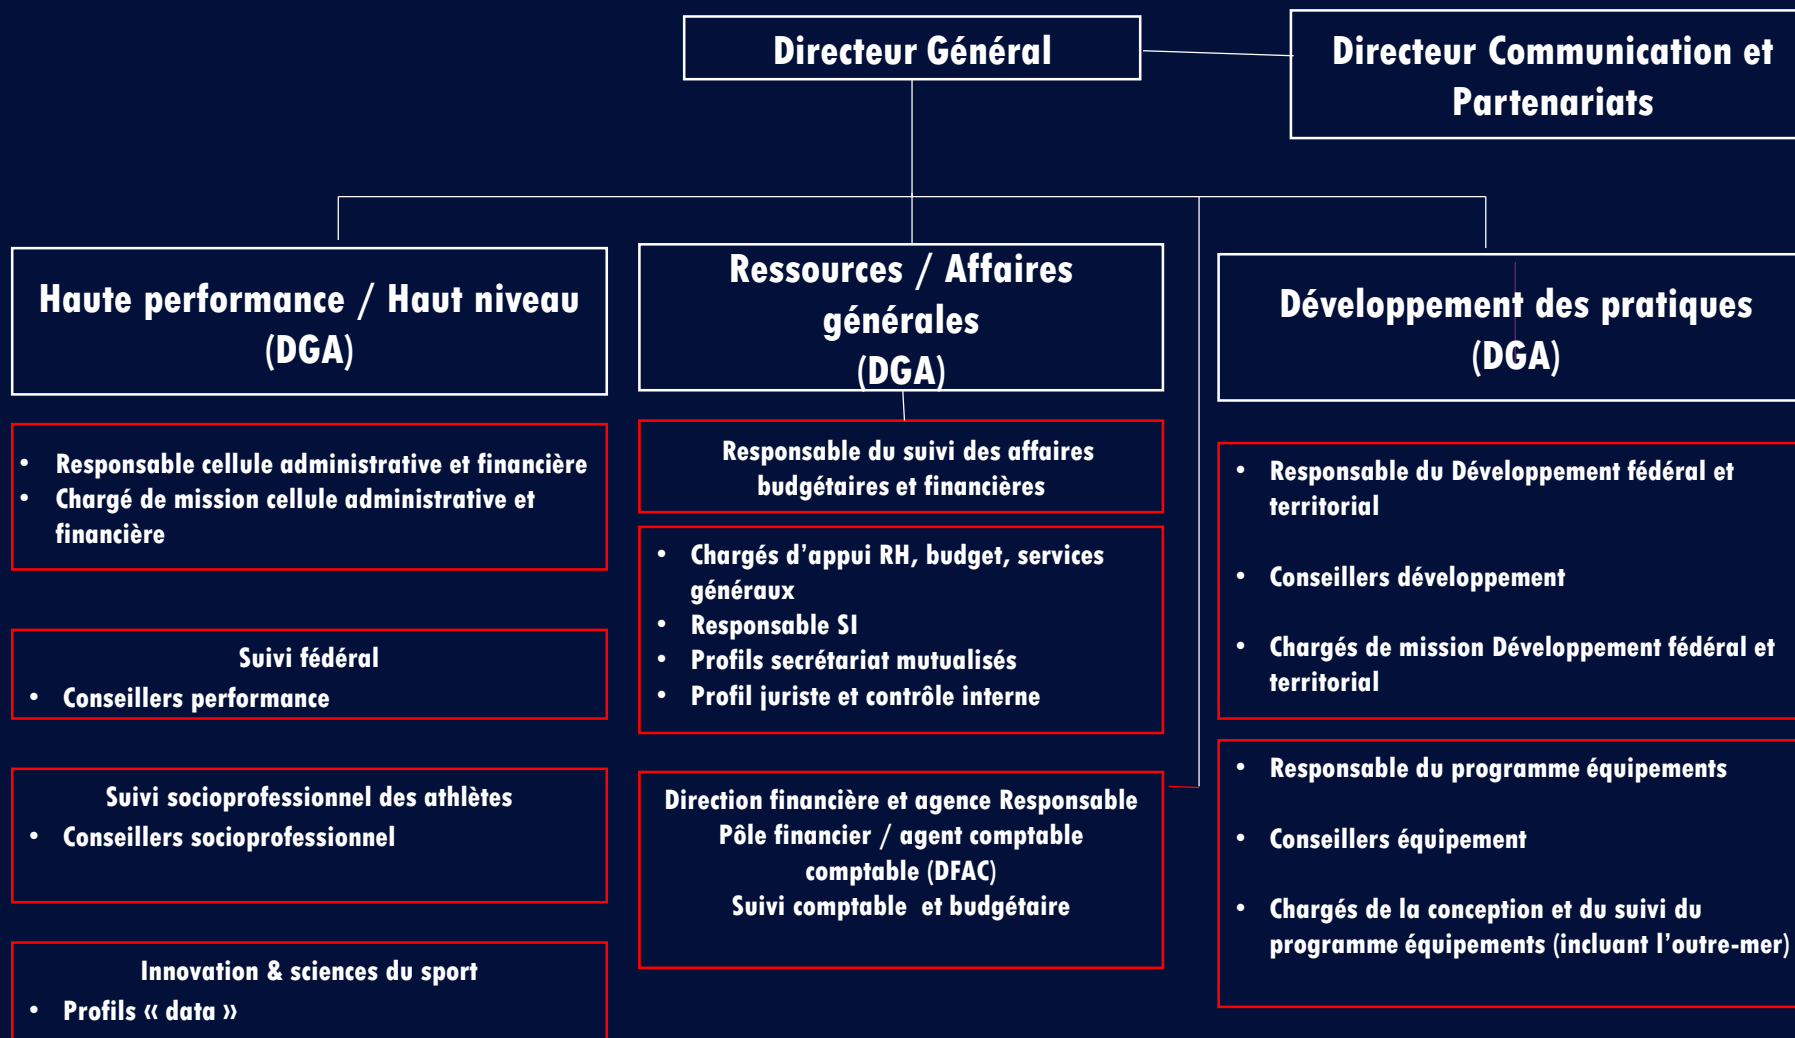 Directeur Général
Directeur Communication et
Partenariats
Haute performance / Haut niveau
(DGA)
• Responsable cellule administrative et financière
• Chargé de mission cellule administrative et
financière
Suivi fédéral
• Conseillers performance
Suivi socioprofessionnel des athlètes
• Conseillers socioprofessionnel
Innovation & sciences du sport
• Profils « data »
Ressources / Affaires
générales
(DGA)
Responsable du suivi des affaires
budgétaires et financières
• Chargés d’appui RH, budget, services
généraux
• Responsable SI
• Profils secrétariat mutualisés
• Profil juriste et contrôle interne
Direction financière et agence Responsable
Pôle financier / agent comptable
comptable (DFAC)
Suivi comptable et budgétaire
Développement des pratiques
(DGA)
• Responsable du Développement fédéral et
territorial
• Conseillers développement
• Chargés de mission Développement fédéral et
territorial
• Responsable du programme équipements
• Conseillers équipement
• Chargés de la conception et du suivi du
programme équipements (incluant l’outre-mer)